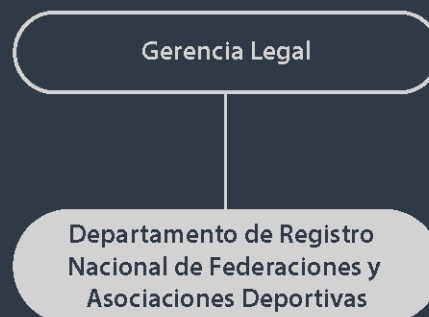 Gerencia Legal
Departamento de Registro
Nacional de Federaciones y
Asociaciones Deportivas